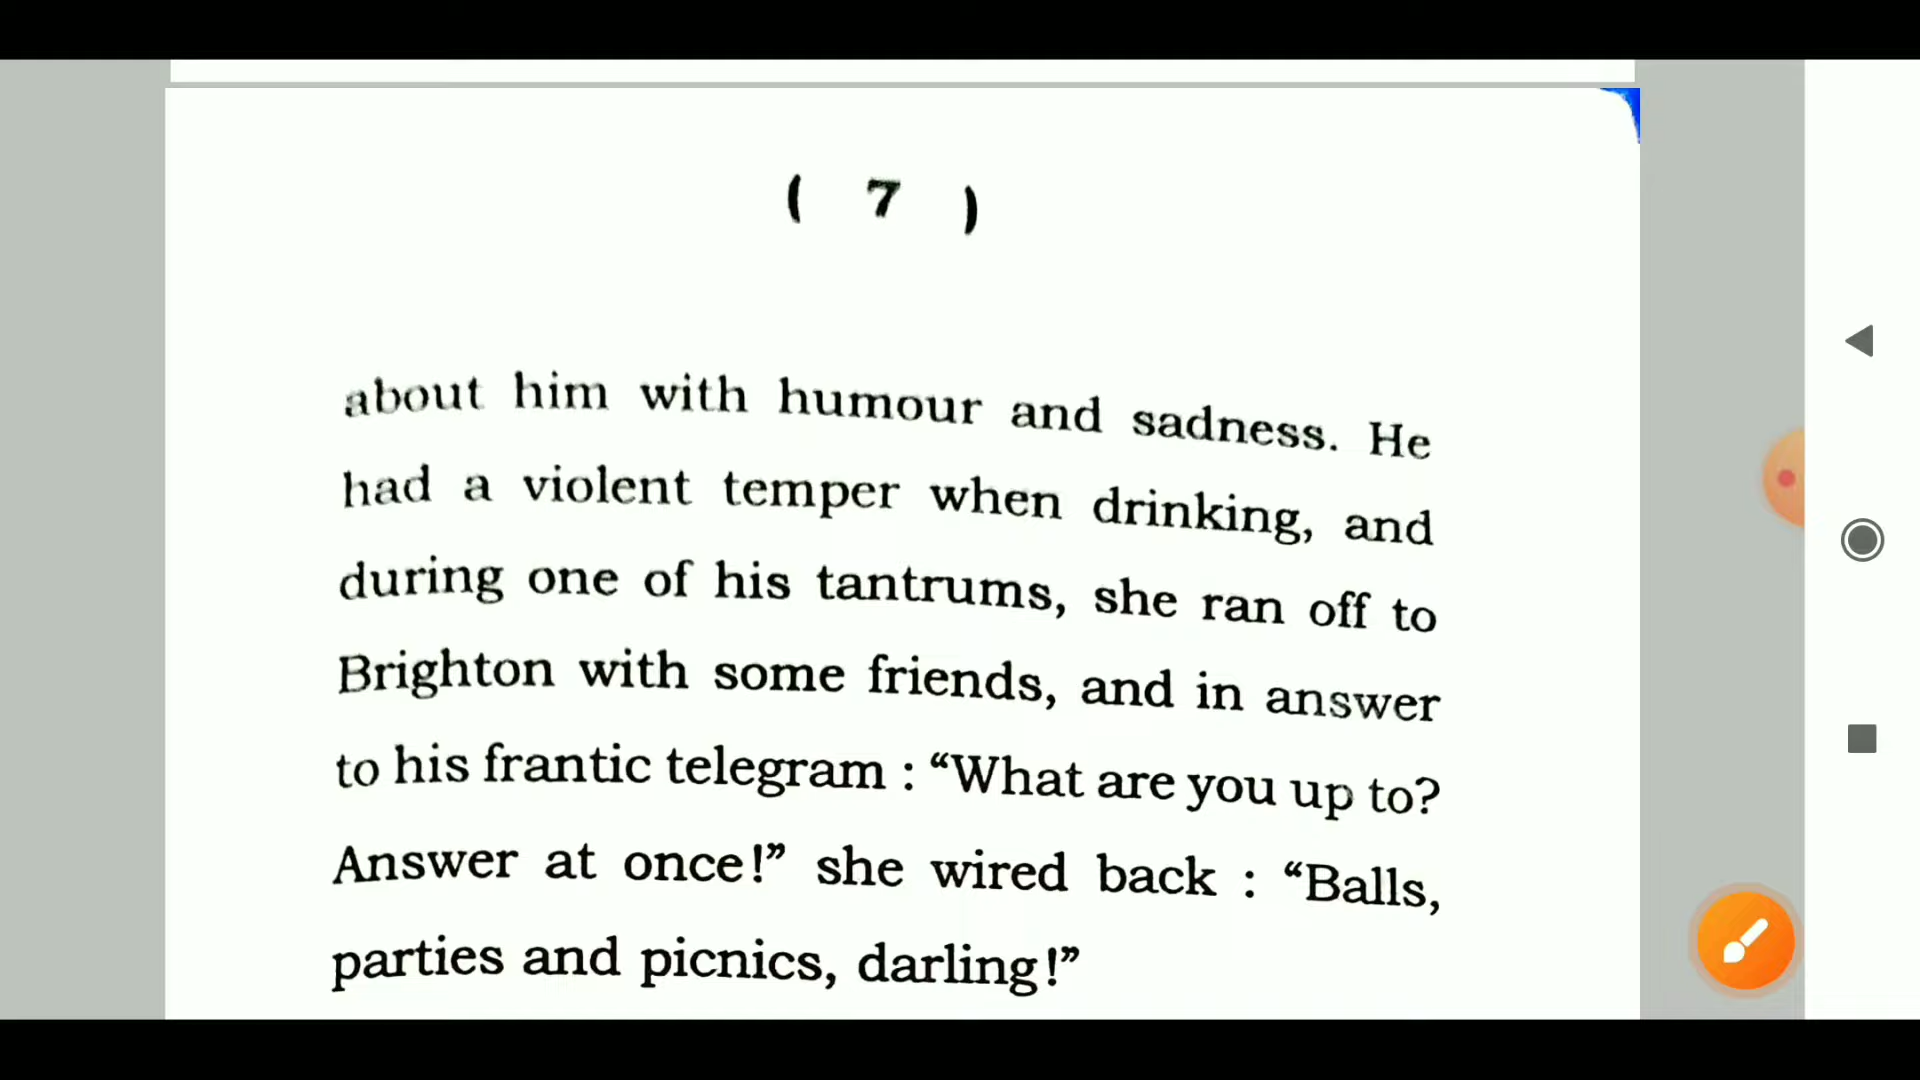 ( 7 )
about him with humour and sadness. He
had a violent temper when drinking, and
during one of his tantrums, she ran off to
Brighton with some friends, and in answer
to his frantic telegram : “What are you up to?
Answer at once!” she wired back : “Balls,
parties and picnics, darling!”